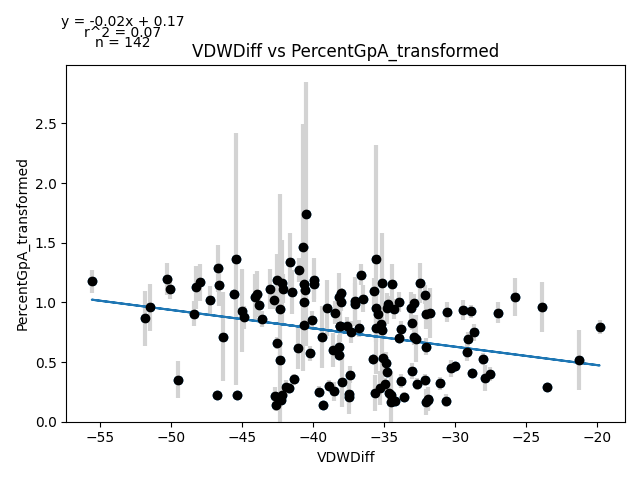 y = -0.02x + 0.17
r^2 = 0.07
n = 142
VDWDiff vs PercentGpA_transformed
PercentGpA_transformed
2.5
2.0
1.5
1.0
0.5
0.0
−55
−50
−45
−40
−35
−30
−25
−20
VDWDiff